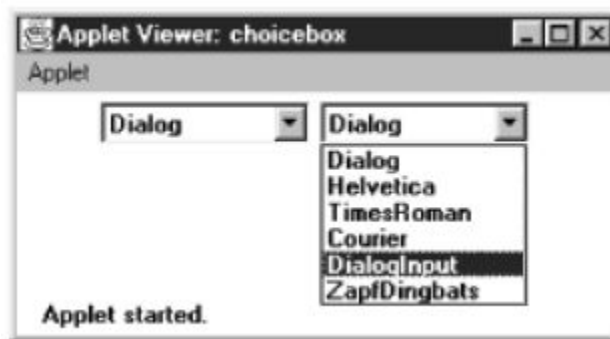 Applet Viewer: choicebox
Applet
Dialog Dialog
Dialog
Helvetica
TimesRoman
Courier
DialogInput
ZapfDingbats
Applet started.